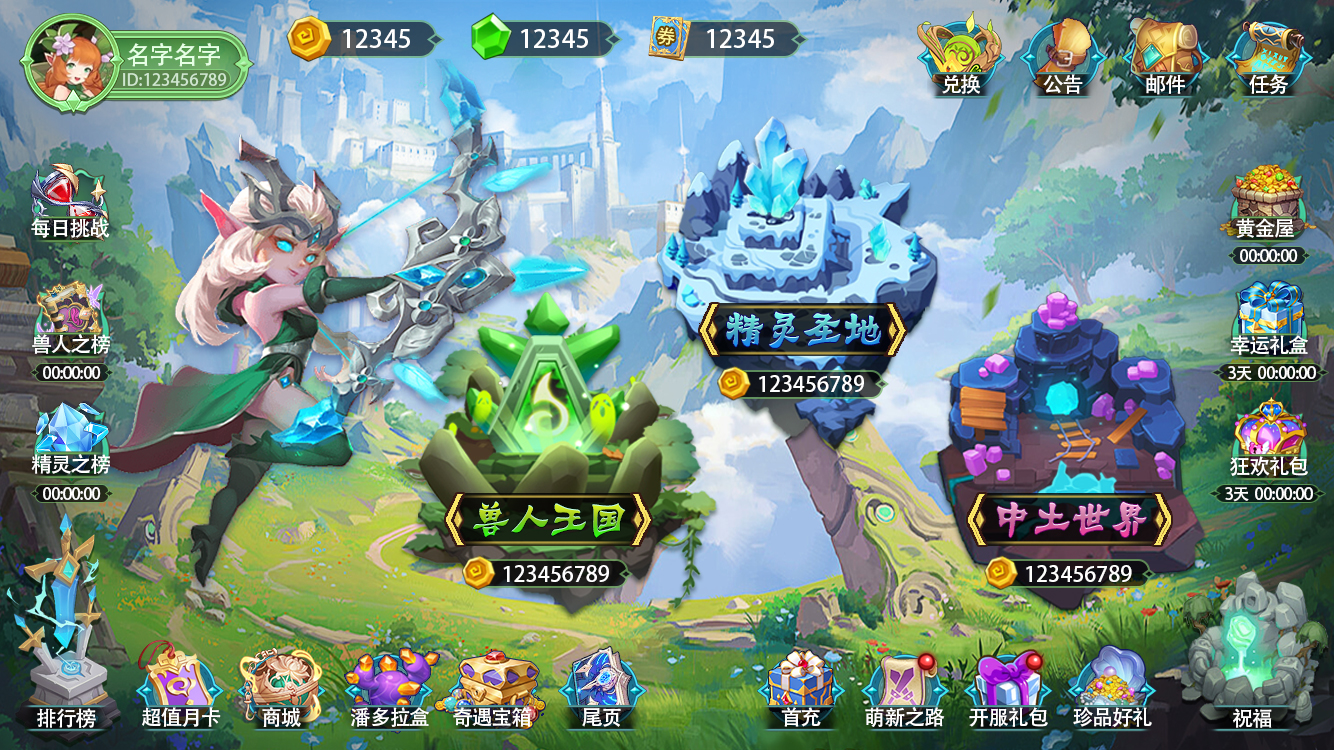 名字名字
ID:123456789
12345
12345
券
12345
兑换
公告
邮件
任务
每日挑战
兽人之榜
00:00:00
精灵之榜
00:00:00
黄金屋
00:00:00
幸运礼盒
3天 00:00:00
狂欢礼包
3天 00:00:00
精灵圣地
123456789
兽人王国
123456789
中土世界
123456789
排行榜
超值月卡
商城
潘多拉盒
奇遇宝箱
尾页
首充
萌新之路
开服礼包
珍品好礼
祝福